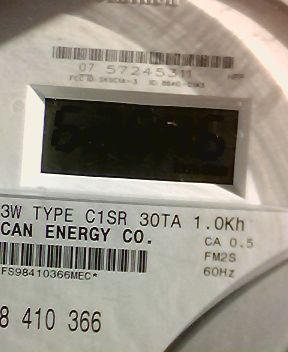 07 57245311
3W TYPE C1SR 30TA 1.0Kh
CAN ENERGY CO.
CA 0.5
FM2S
60Hz
FS98410366MEC*
8 410 366